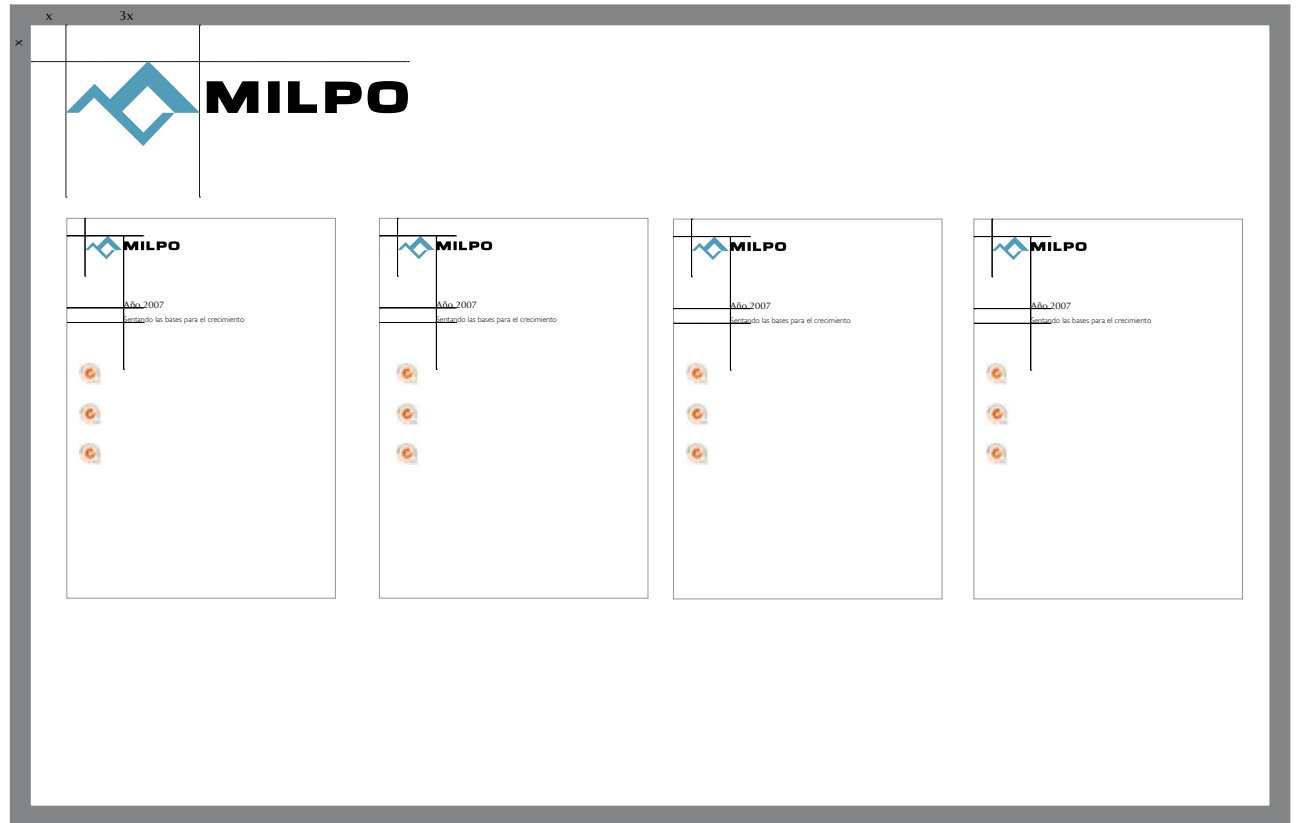 x 3x
x
MILPO
MILPO
Año 2007
Sentando las bases para el crecimiento
MILPO
Año 2007
Sentando las bases para el crecimiento
MILPO
Año 2007
Sentando las bases para el crecimiento
MILPO
Año 2007
Sentando las bases para el crecimiento